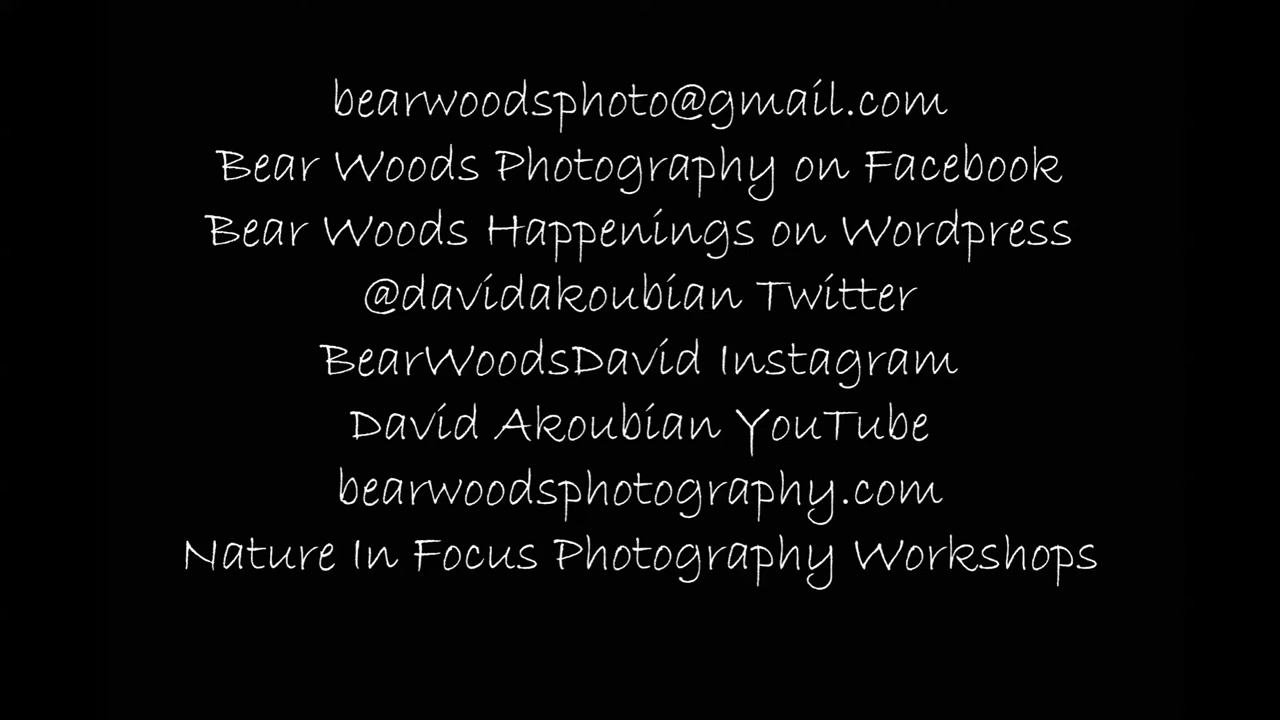 bearwoodsphoto@gmail.com
Bear Woods Photography on Facebook
Bear Woods Happenings on Wordpress
@davidakoubian Twitter
BearWoodsDavid Instagram
David Akoubian YouTube
bearwoodsphotography.com
Nature In Focus Photography Workshops